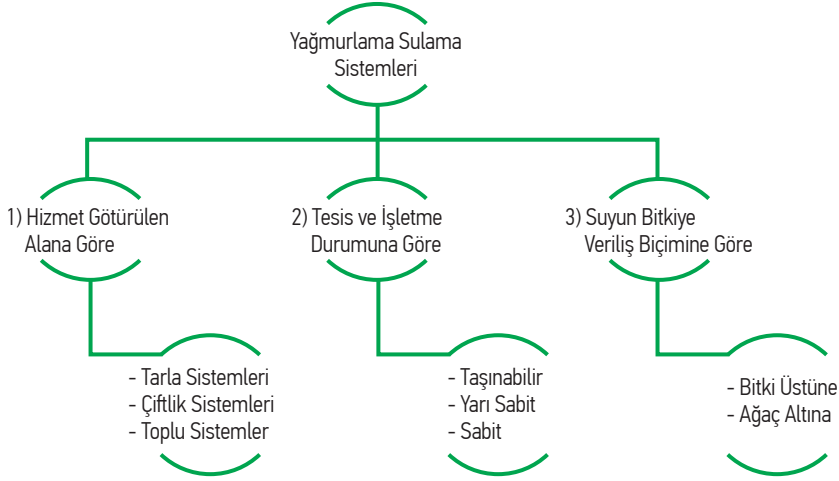 Yağmurlama Sulama
Sistemleri
1) Hizmet Götürülen
Alana Göre
2) Tesis ve İşletme
Durumuna Göre
3) Suyun Bitkiye
Veriliş Biçimine Göre
- Tarla Sistemleri
- Çiftlik Sistemleri
- Toplu Sistemler
- Taşınabilir
- Yarı Sabit
- Sabit
- Bitki Üstüne
- Ağaç Altına